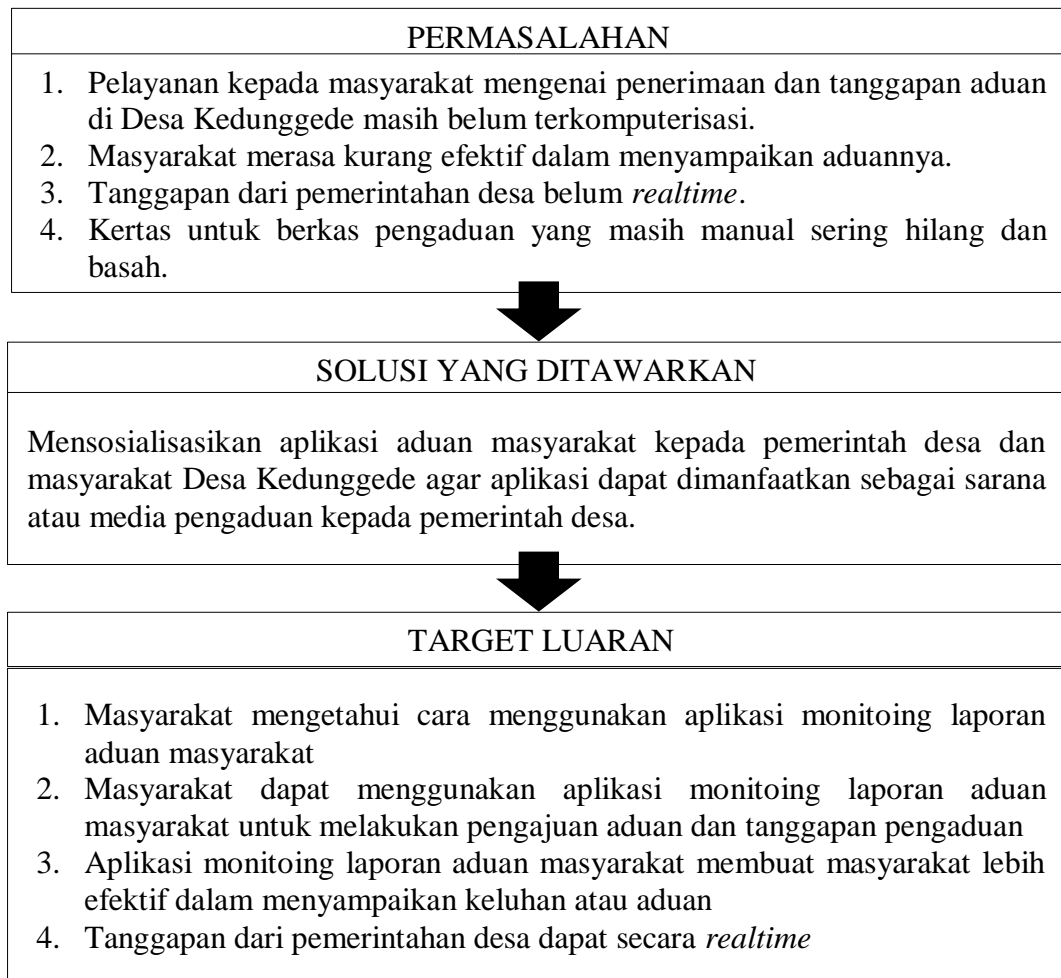 PERMASALAHAN
1. Pelayanan kepada masyarakat mengenai penerimaan dan tanggapan aduan
di Desa Kedunggede masih belum terkomputerisasi.
2. Masyarakat merasa kurang efektif dalam menyampaikan aduannya.
3. Tanggapan dari pemerintahan desa belum realtime.
4. Kertas untuk berkas pengaduan yang masih manual sering hilang dan
basah.
SOLUSI YANG DITAWARKAN
Mensosialisasikan aplikasi aduan masyarakat kepada pemerintah desa dan
masyarakat Desa Kedunggede agar aplikasi dapat dimanfaatkan sebagai sarana
atau media pengaduan kepada pemerintah desa.
TARGET LUARAN
1. Masyarakat mengetahui cara menggunakan aplikasi monitoing laporan
aduan masyarakat
2. Masyarakat dapat menggunakan aplikasi monitoing laporan aduan
masyarakat untuk melakukan pengajuan aduan dan tanggapan pengaduan
3. Aplikasi monitoing laporan aduan masyarakat membuat masyarakat lebih
efektif dalam menyampaikan keluhan atau aduan
4. Tanggapan dari pemerintahan desa dapat secara realtime